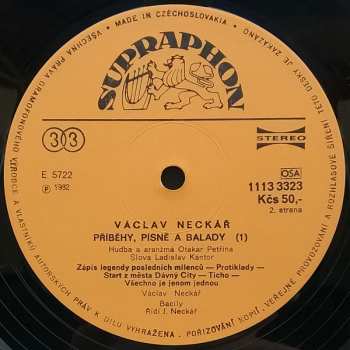 MADE IN CZECHOSLOVAKIA
VŠECHNA PRÁVA GRAMOFONOVÉHO VÝROBCE A VLASTNÍKŮ AUTORSKÝCH PRÁV K DÍLU VYHRAŽENA. POŘIZOVÁNÍ KOPIÍ, VEŘEJNÉ PROVOZOVÁNÍ A ROZHLASOVÉ ŠÍŘENÍ TÉTO DESKY JE ZAKÁZÁNO
SUPRAPHON
33
STEREO
E 5722
Ⓟ 1982
OSA
1113 3323
Kčs 50,-
2. strana
VÁCLAV NECKÁŘ
PŘÍBĚHY, PÍSNĚ A BALADY (1)
Hudba a aranžmá Otakar Petřina
Slova Ladislav Kantor
Zápis legendy posledních milenců — Protiklady —
Start z města Dávný City — Ticho —
Všechno je jenom jednou
Václav Neckář
Bacily
Řídí J. Neckář